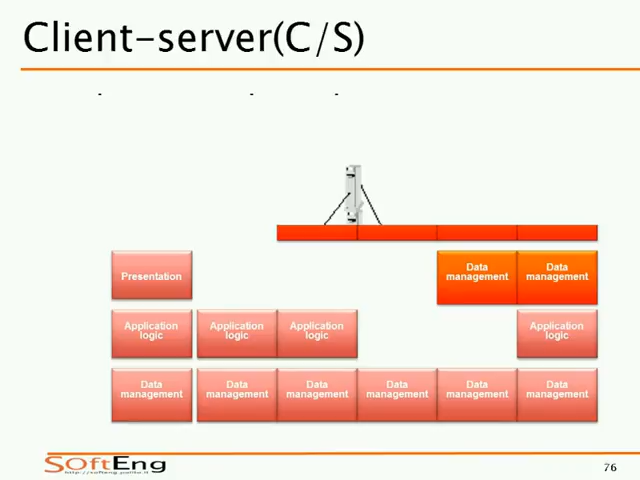 Client-server(C/S)
Presentation
Data management
Data management
Application logic
Application logic
Application logic
Application logic
Data management
Data management
Data management
Data management
Data management
Data management
SOftEng
http://softeng.polito.it
76